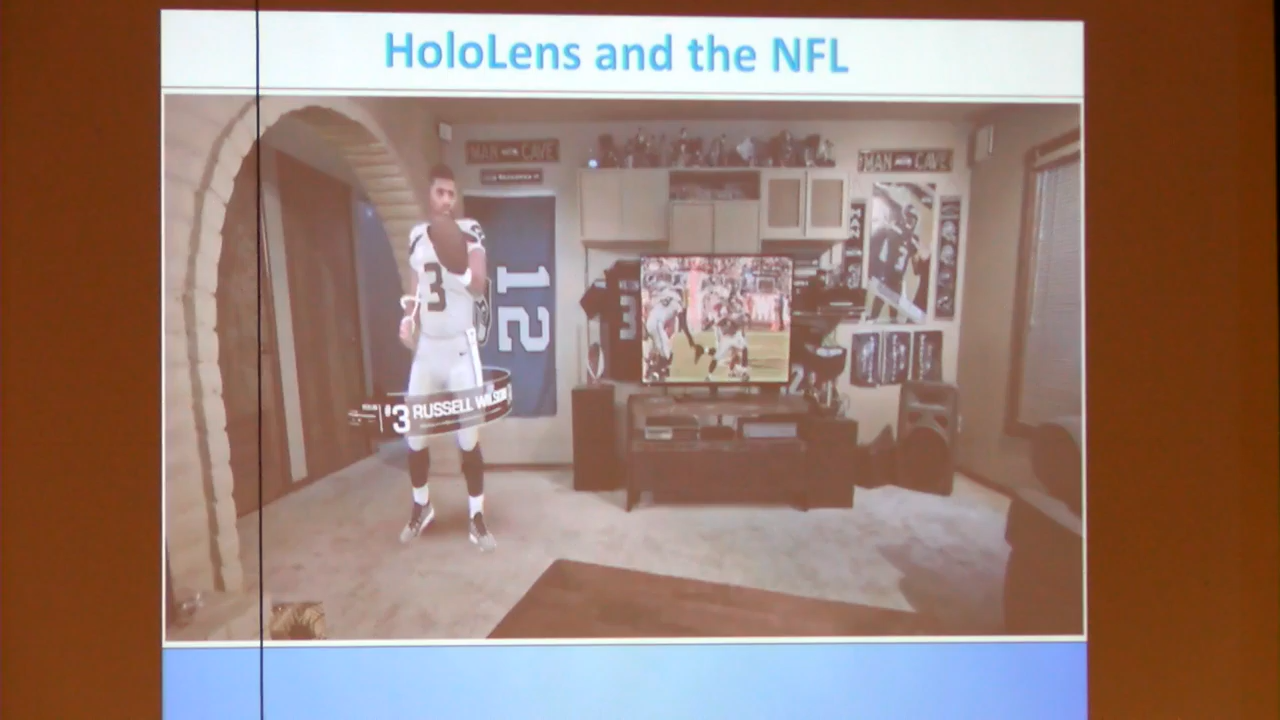 HoloLens and the NFL
MAN CAVE
MAN CAVE
12
3
3
#3 RUSSELL WILSON